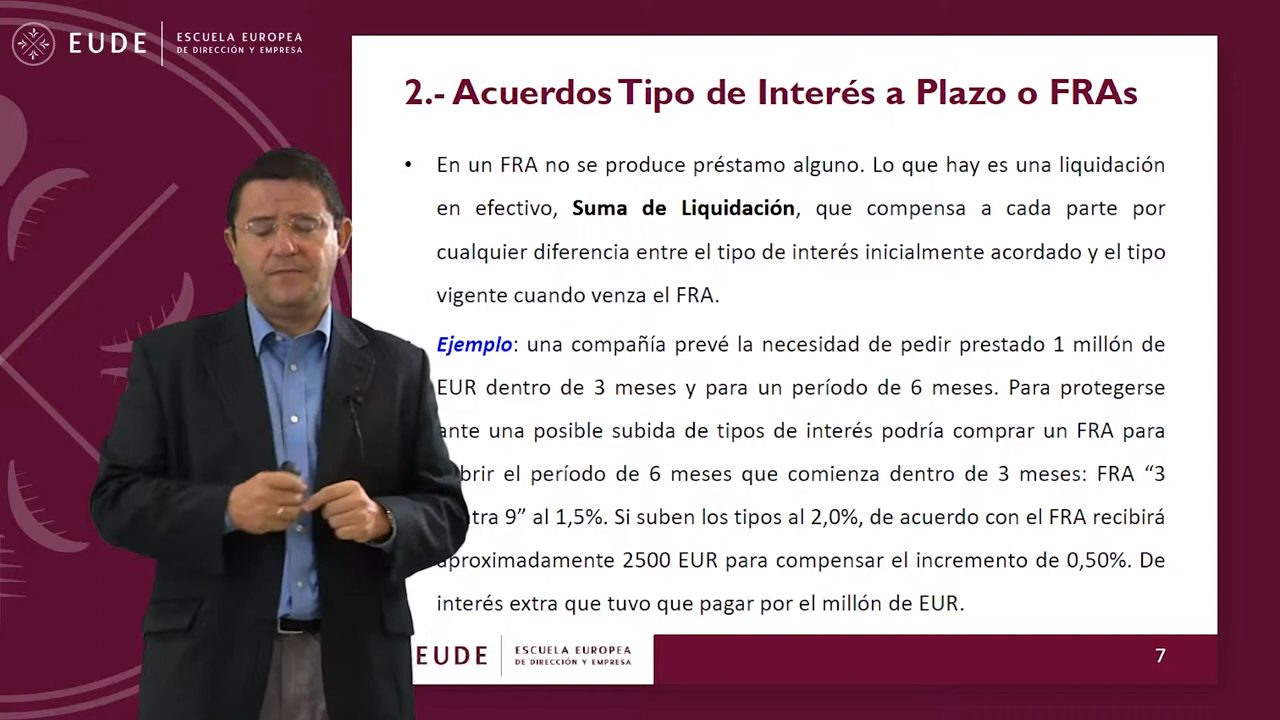 EUDE
ESCUELA EUROPEA
DE DIRECCIÓN Y EMPRESA
2.- Acuerdos Tipo de Interés a Plazo o FRAs
• En un FRA no se produce préstamo alguno. Lo que hay es una liquidación
en efectivo, Suma de Liquidación, que compensa a cada parte por
cualquier diferencia entre el tipo de interés inicialmente acordado y el tipo
vigente cuando venza el FRA.
Ejemplo: una compañía prevé la necesidad de pedir prestado 1 millón de
EUR dentro de 3 meses y para un período de 6 meses. Para protegerse
ante una posible subida de tipos de interés podría comprar un FRA para
el período de 6 meses que comienza dentro de 3 meses: FRA “3
9” al 1,5%. Si suben los tipos al 2,0%, de acuerdo con el FRA recibirá
aproximadamente 2500 EUR para compensar el incremento de 0,50%. De
interés extra que tuvo que pagar por el millón de EUR.
EUDE
ESCUELA EUROPEA
DE DIRECCIÓN Y EMPRESA
7